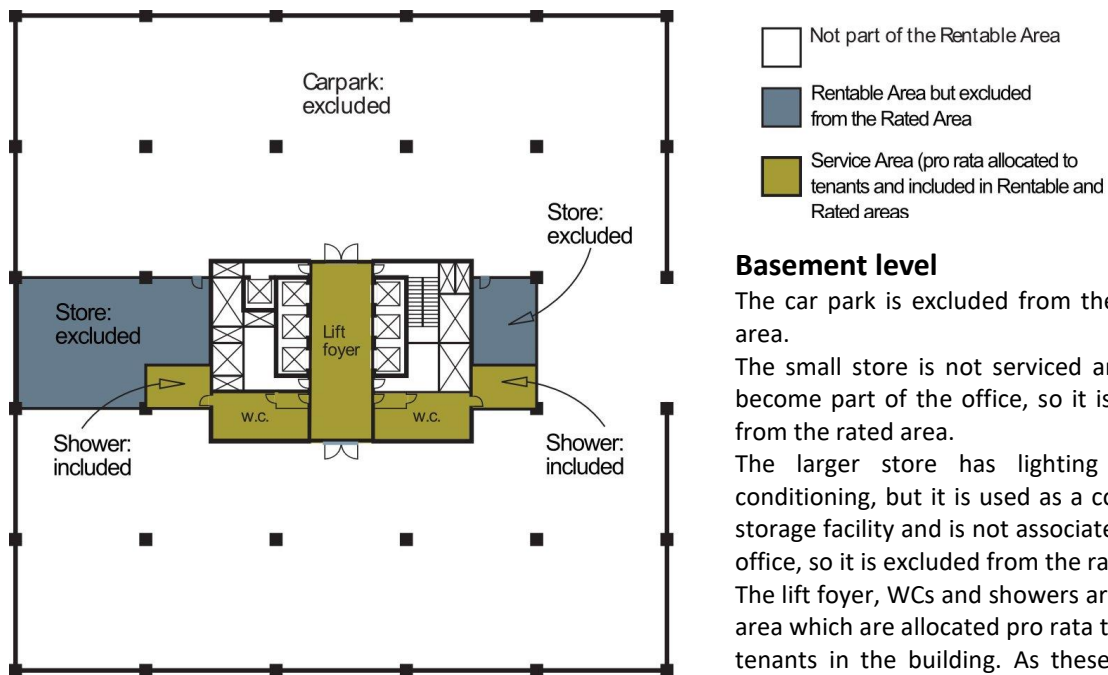 Carpark:
excluded
Store:
excluded
Store:
excluded
Lift
foyer
w.c.
w.c.
Shower:
included
Shower:
included
Not part of the Rentable Area
Rentable Area but excluded
from the Rated Area
Service Area (pro rata allocated to
tenants and included in Rentable and
Rated areas
Basement level
The car park is excluded from the
area.
The small store is not serviced
become part of the office, so it is
from the rated area.
The larger store has lighting
conditioning, but it is used as a
storage facility and is not
office, so it is excluded from the
The lift foyer, WCs and showers
area which are allocated pro rata
tenants in the building. As these